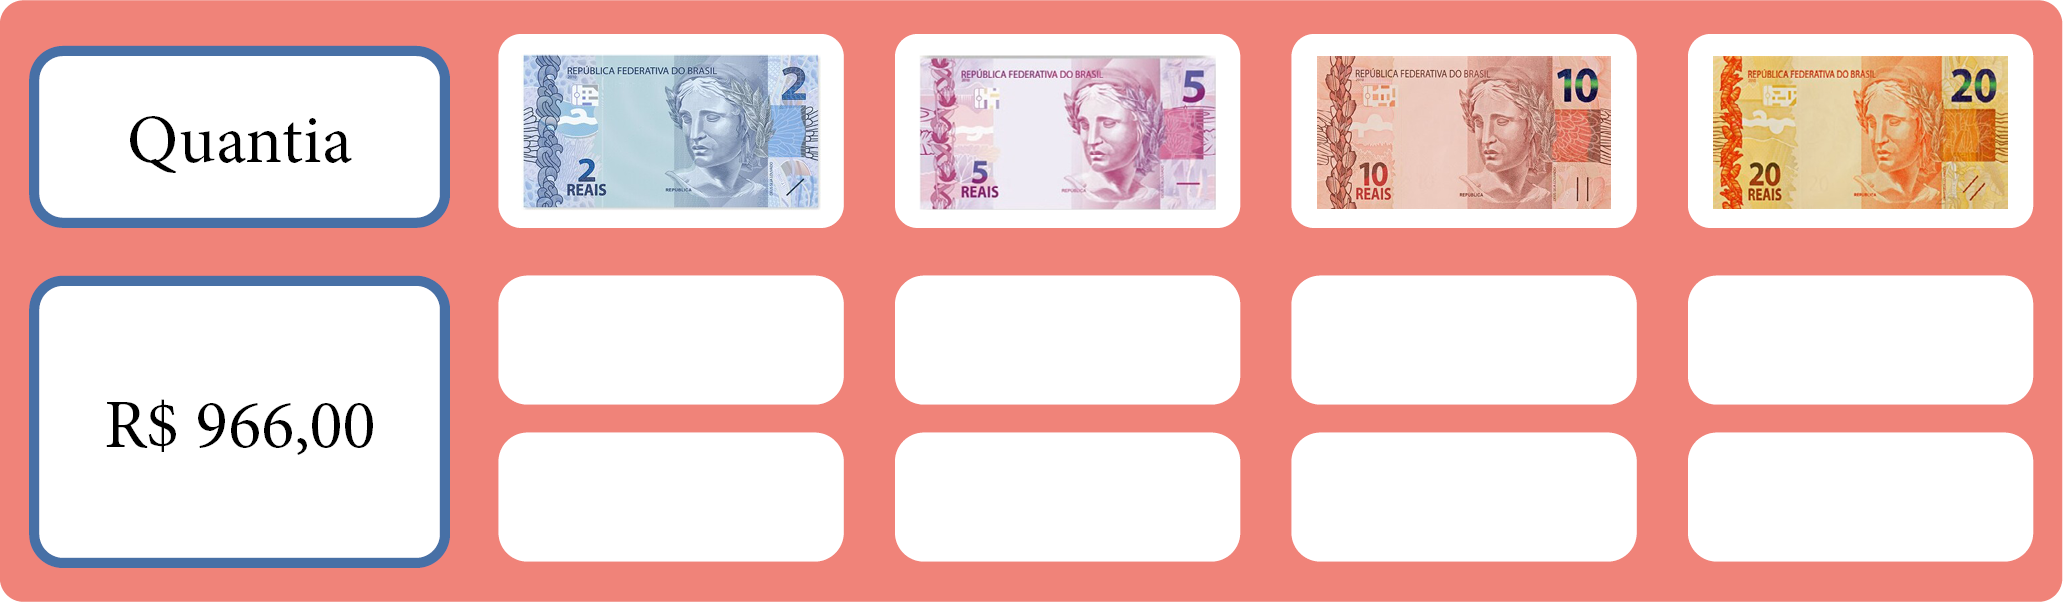 Quantia
REPÚBLICA FEDERATIVA DO BRASIL 2
2
REAIS
REPÚBLICA
REPÚBLICA FEDERATIVA DO BRASIL 5
5
REAIS
REPÚBLICA
REPÚBLICA FEDERATIVA DO BRASIL 10
10
REAIS
REPÚBLICA
REPÚBLICA FEDERATIVA DO BRASIL 20
20
REAIS
REPÚBLICA
R$ 966,00